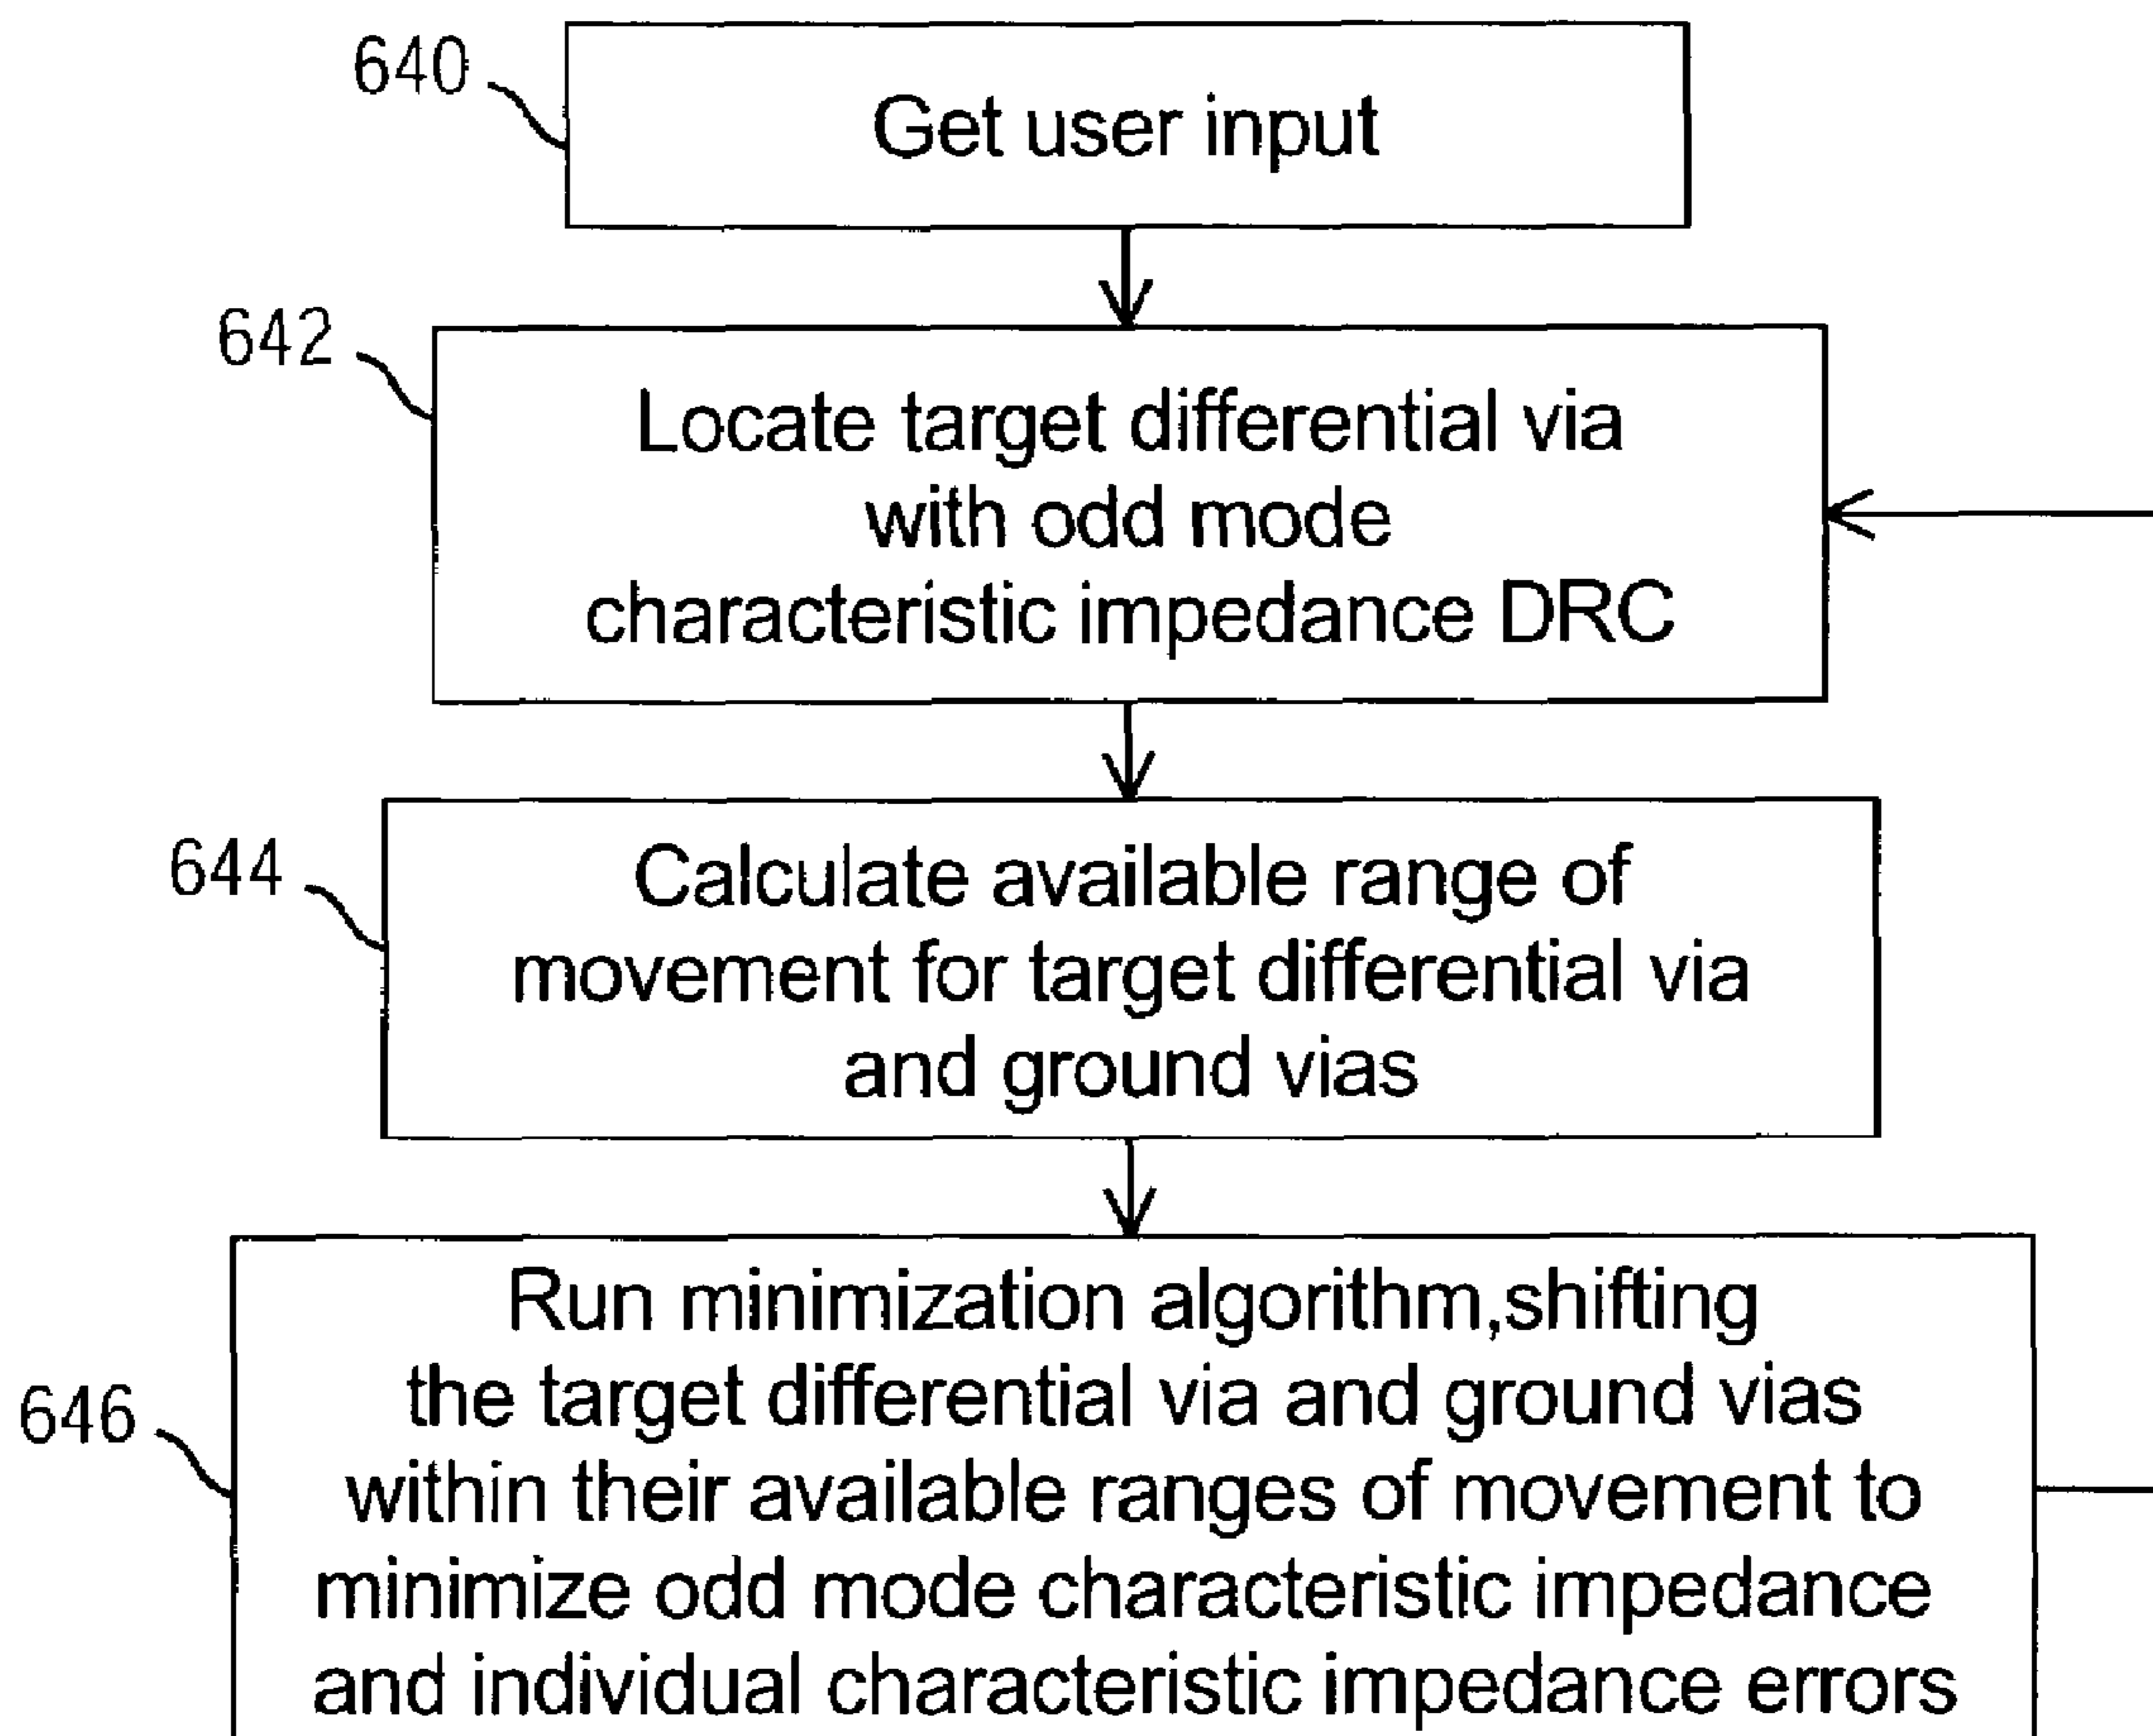 640
Get user input
642
Locate target differential via
with odd mode
characteristic impedance DRC
644
Calculate available range of
movement for target differential via
and ground vias
646
Run minimization algorithm,shifting
the target differential via and ground vias
within their available ranges of movement to
minimize odd mode characteristic impedance
and individual characteristic impedance errors